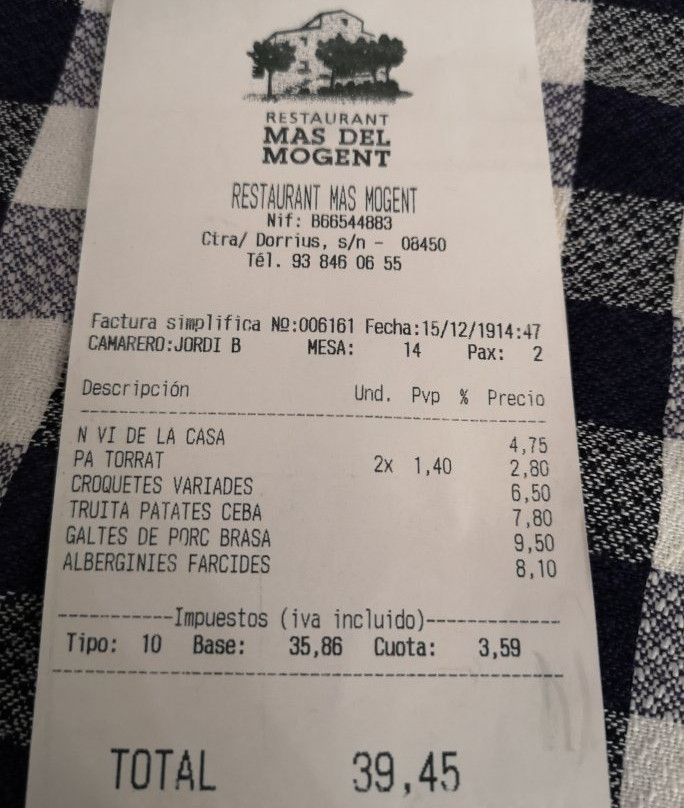 RESTAURANT
MAS DEL
MOGENT
RESTAURANT MAS MOGENT
Nif: B66544883
Ctra/ Dorrius, s/n - 08450
Tél. 93 846 06 55
Factura simplifica Nº:006161 Fecha:15/12/1914:47
CAMARERO:JORDI B MESA: 14 Pax: 2
Descripción Und. Pvp % Precio
N VI DE LA CASA 4,75
PA TORRAT 2x 1,40 2,80
CROQUETES VARIADES 6,50
TRUITA PATATES CEBA 7,80
GALTES DE PORC BRASA 9,50
ALBERGINIES FARCIDES 8,10
-----------Impuestos (iva incluido)-------------
Tipo: 10 Base: 35,86 Cuota: 3,59
TOTAL 39,45